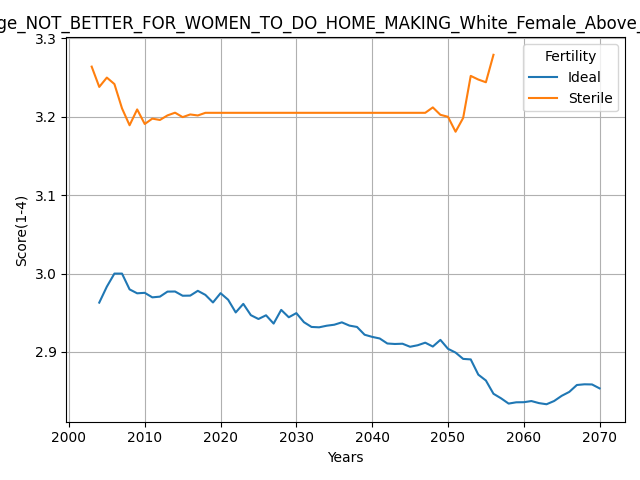 ge_NOT_BETTER_FOR_WOMEN_TO_DO_HOME_MAKING_White_Female_Above_
3.3
3.2
3.1
3.0
2.9
Score(1-4)
Fertility
Ideal
Sterile
2000 2010 2020 2030 2040 2050 2060 2070
Years